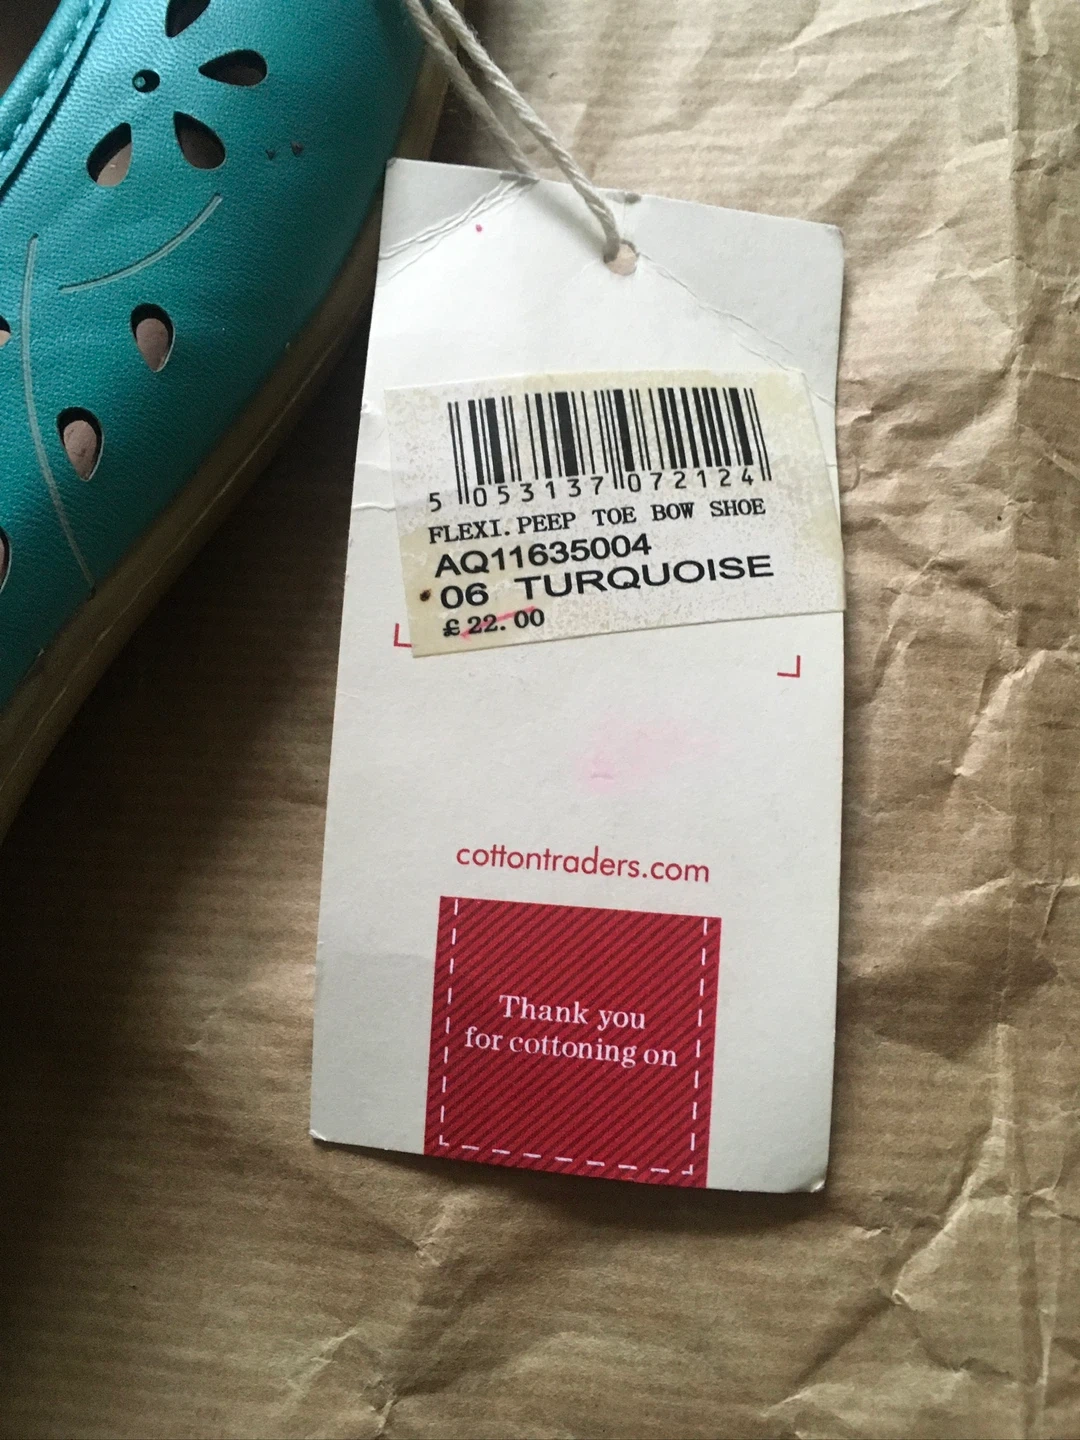 5 053137 072124
FLEXI. PEEP TOE BOW SHOE
AQ11635004
06 TURQUOISE
£ 22.00
cottontraders.com
Thank you
for cottoning on